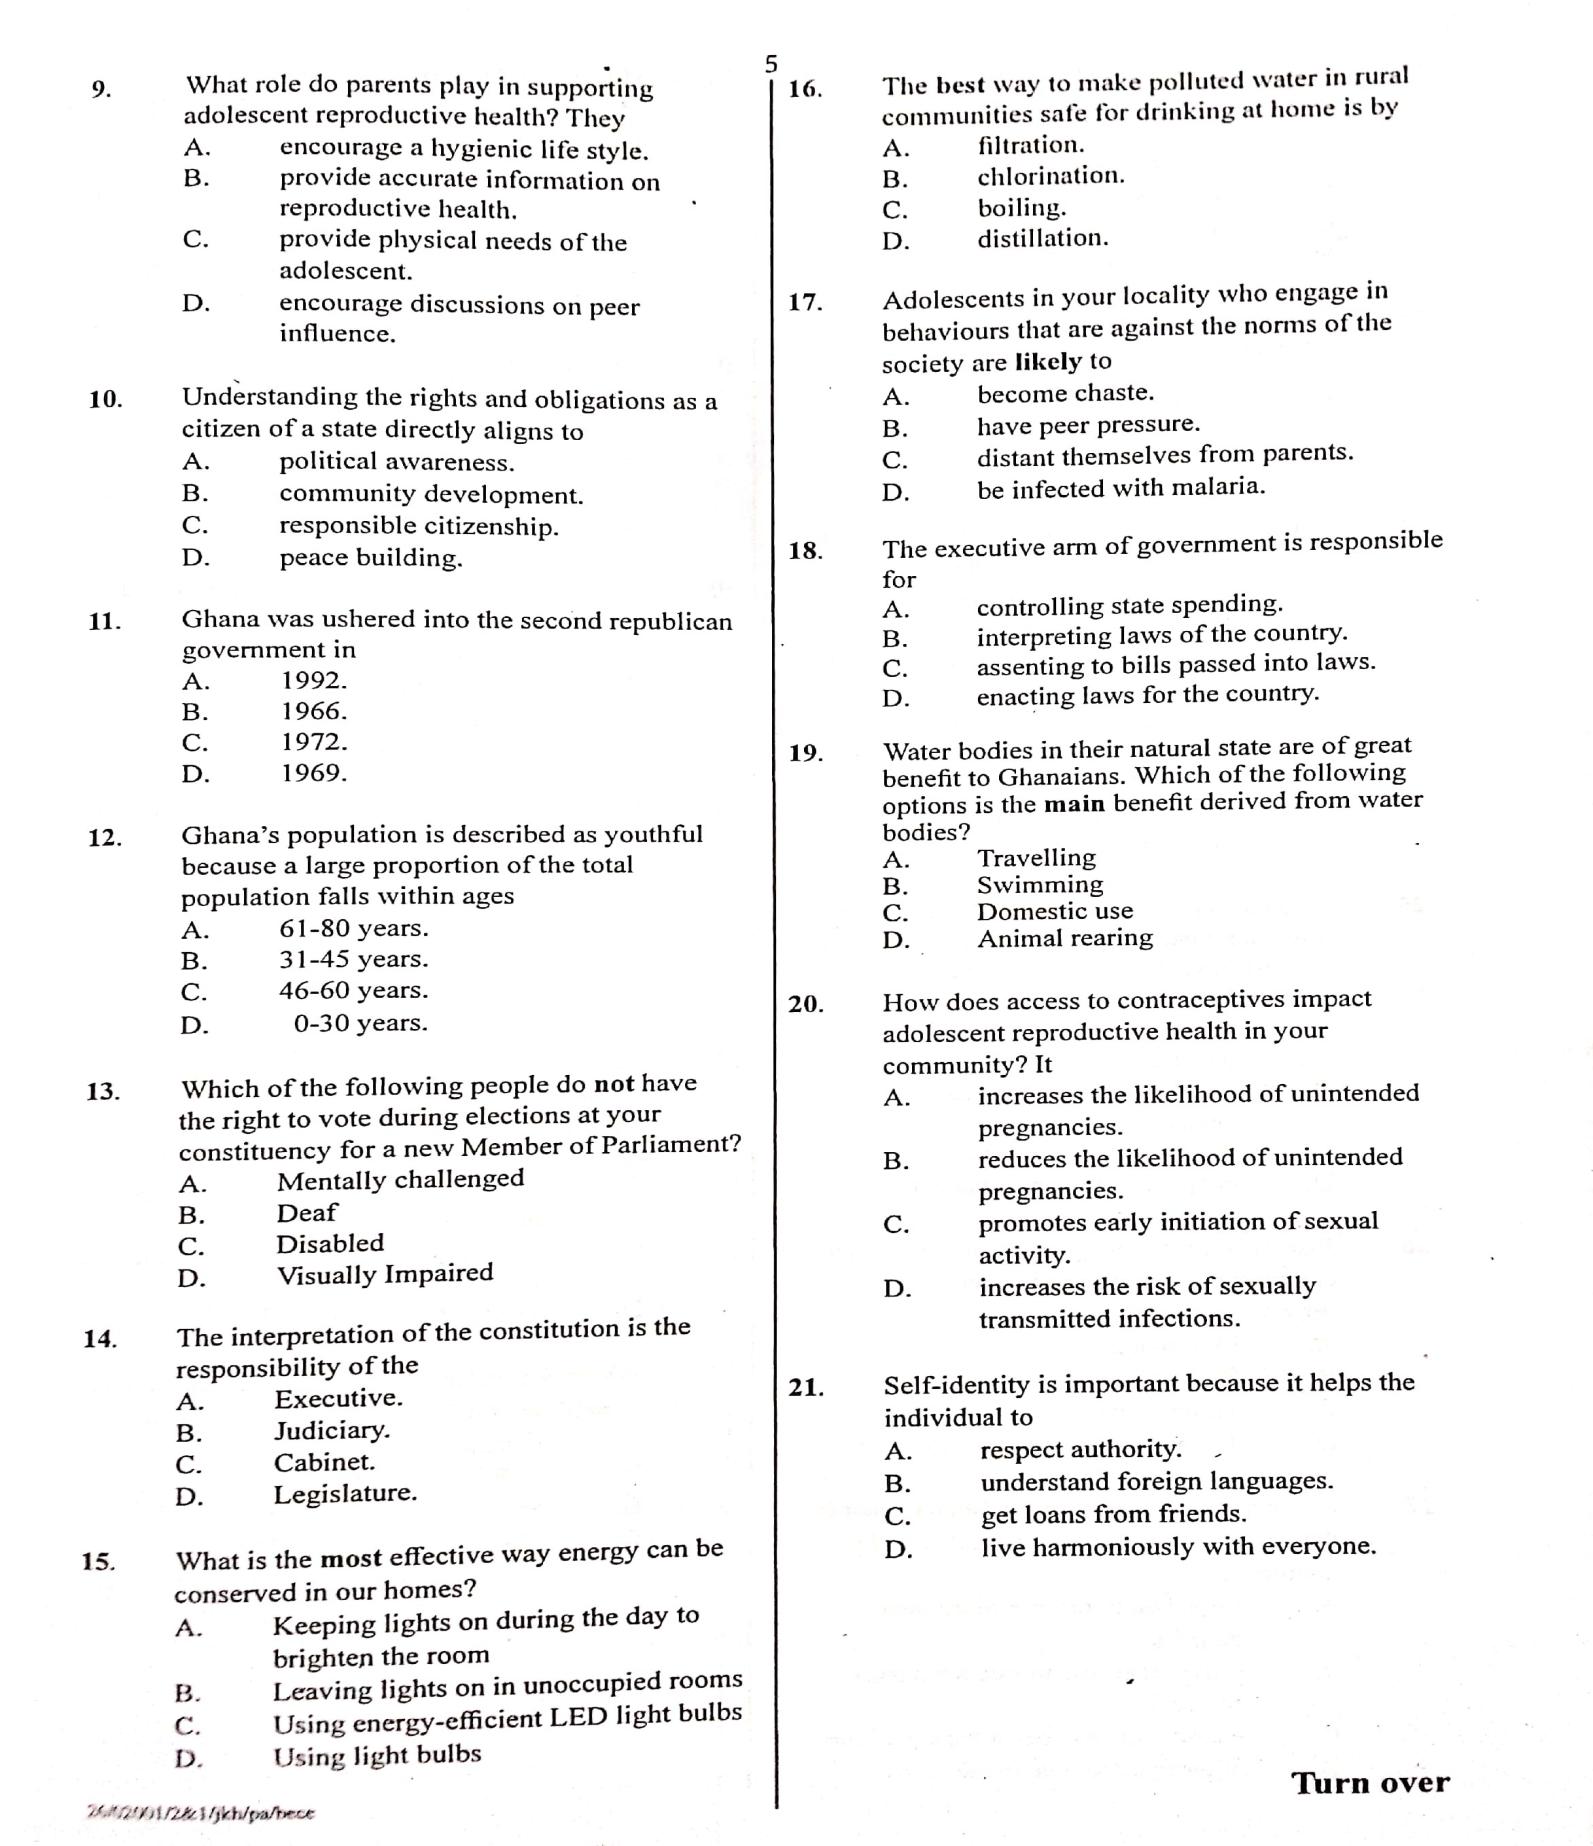 5
9. What role do parents play in supporting
adolescent reproductive health? They
A. encourage a hygienic life style.
B. provide accurate information on
reproductive health.
C. provide physical needs of the
adolescent.
D. encourage discussions on peer
influence.
10. Understanding the rights and obligations as a
citizen of a state directly aligns to
A. political awareness.
B. community development.
C. responsible citizenship.
D. peace building.
11. Ghana was ushered into the second republican
government in
A. 1992.
B. 1966.
C. 1972.
D. 1969.
12. Ghana's population is described as youthful
because a large proportion of the total
population falls within ages
A. 61-80 years.
B. 31-45 years.
C. 46-60 years.
D. 0-30 years.
13. Which of the following people do not have
the right to vote during elections at your
constituency for a new Member of Parliament?
A. Mentally challenged
B. Deaf
C. Disabled
D. Visually Impaired
14. The interpretation of the constitution is the
responsibility of the
A. Executive.
B. Judiciary.
C. Cabinet.
D. Legislature.
15. What is the most effective way energy can be
conserved in our homes?
A. Keeping lights on during the day to
brighten the room
B. Leaving lights on in unoccupied rooms
C. Using energy-efficient LED light bulbs
D. Using light bulbs
16. The best way to make polluted water in rural
communities safe for drinking at home is by
A. filtration.
B. chlorination.
C. boiling.
D. distillation.
17. Adolescents in your locality who engage in
behaviours that are against the norms of the
society are likely to
A. become chaste.
B. have peer pressure.
C. distant themselves from parents.
D. be infected with malaria.
18. The executive arm of government is responsible
for
A. controlling state spending.
B. interpreting laws of the country.
C. assenting to bills passed into laws.
D. enacting laws for the country.
19. Water bodies in their natural state are of great
benefit to Ghanaians. Which of the following
options is the main benefit derived from water
bodies?
A. Travelling
B. Swimming
C. Domestic use
D. Animal rearing
20. How does access to contraceptives impact
adolescent reproductive health in your
community? It
A. increases the likelihood of unintended
pregnancies.
B. reduces the likelihood of unintended
pregnancies.
C. promotes early initiation of sexual
activity.
D. increases the risk of sexually
transmitted infections.
21. Self-identity is important because it helps the
individual to
A. respect authority.
B. understand foreign languages.
C. get loans from friends.
D. live harmoniously with everyone.
Turn over